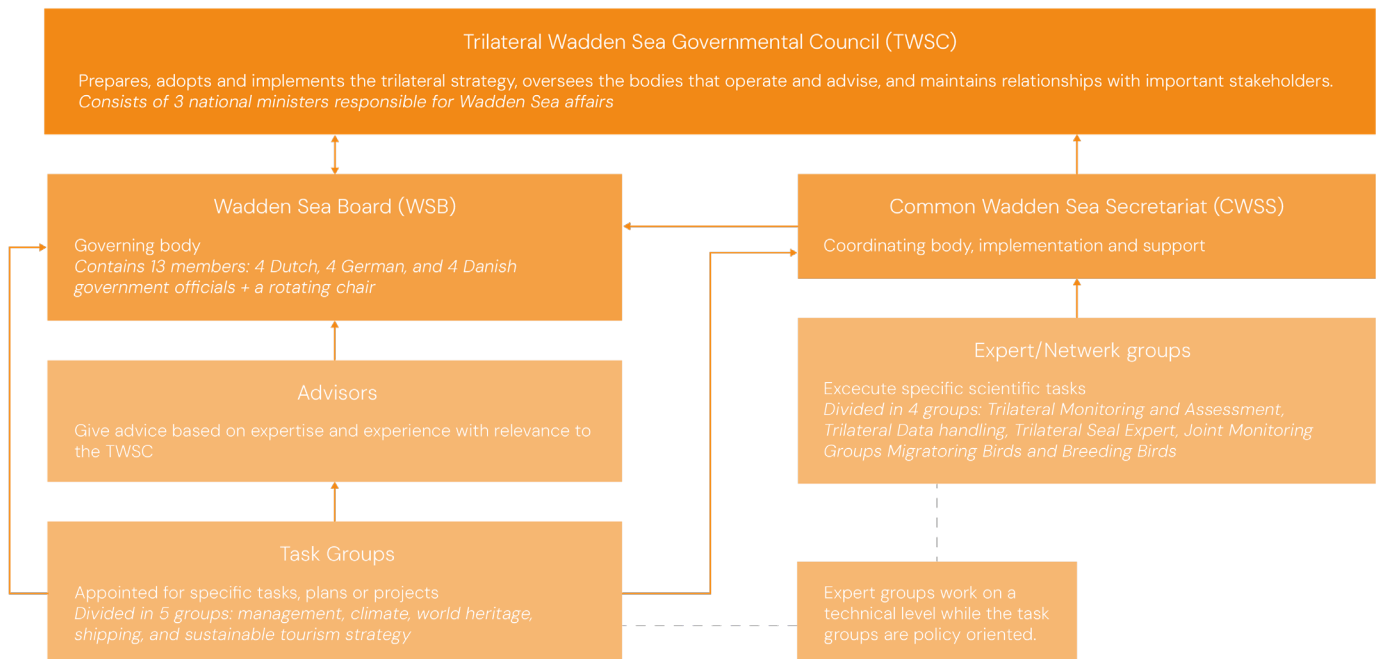 Trilateral Wadden Sea Governmental Council (TWSC)
Prepares, adopts and implements the trilateral strategy, oversees the bodies that operate and advise, and maintains relationships with important stakeholders.
Consists of 3 national ministers responsible for Wadden Sea affairs
Wadden Sea Board (WSB)
Governing body
Contains 13 members: 4 Dutch, 4 German, and 4 Danish
government officials + a rotating chair
Common Wadden Sea Secretariat (CWSS)
Coordinating body, implementation and support
Advisors
Give advice based on expertise and experience with relevance to
the TWSC
Expert/Netwerk groups
Excecute specific scientific tasks
Divided in 4 groups: Trilateral Monitoring and Assessment,
Trilateral Data handling, Trilateral Seal Expert, Joint Monitoring
Groups Migratoring Birds and Breeding Birds
Task Groups
Appointed for specific tasks, plans or projects
Divided in 5 groups: management, climate, world heritage,
shipping, and sustainable tourism strategy
Expert groups work on a
technical level while the task
groups are policy oriented.